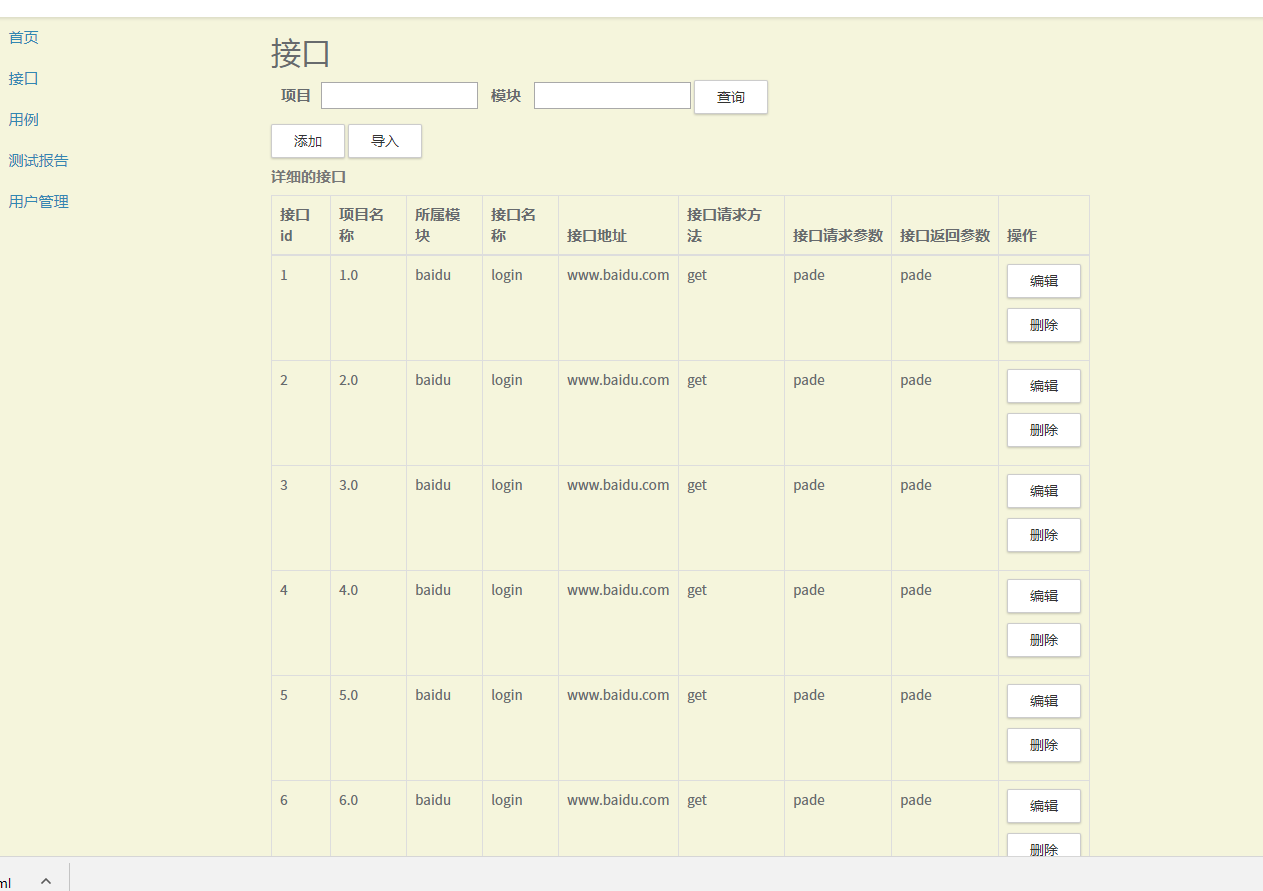 首页
接口
用例
测试报告
用户管理
接口
项目 模块 查询
添加 导入
详细的接口
接口id 项目名称 所属模块 接口名称 接口地址 接口请求方法 接口请求参数 接口返回参数 操作
1 1.0 baidu login www.baidu.com get pade pade 编辑
删除
2 2.0 baidu login www.baidu.com get pade pade 编辑
删除
3 3.0 baidu login www.baidu.com get pade pade 编辑
删除
4 4.0 baidu login www.baidu.com get pade pade 编辑
删除
5 5.0 baidu login www.baidu.com get pade pade 编辑
删除
6 6.0 baidu login www.baidu.com get pade pade 编辑
删除
ml